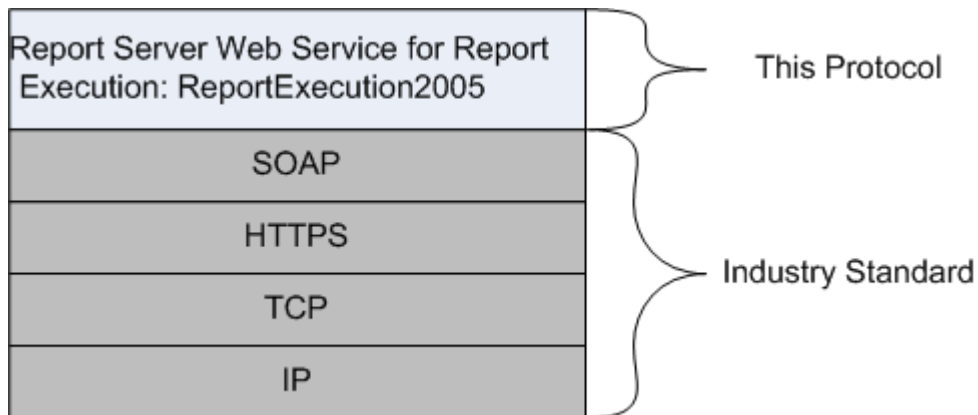 Report Server Web Service for Report
Execution: ReportExecution2005
This Protocol
SOAP
HTTPS
TCP
IP
Industry Standard